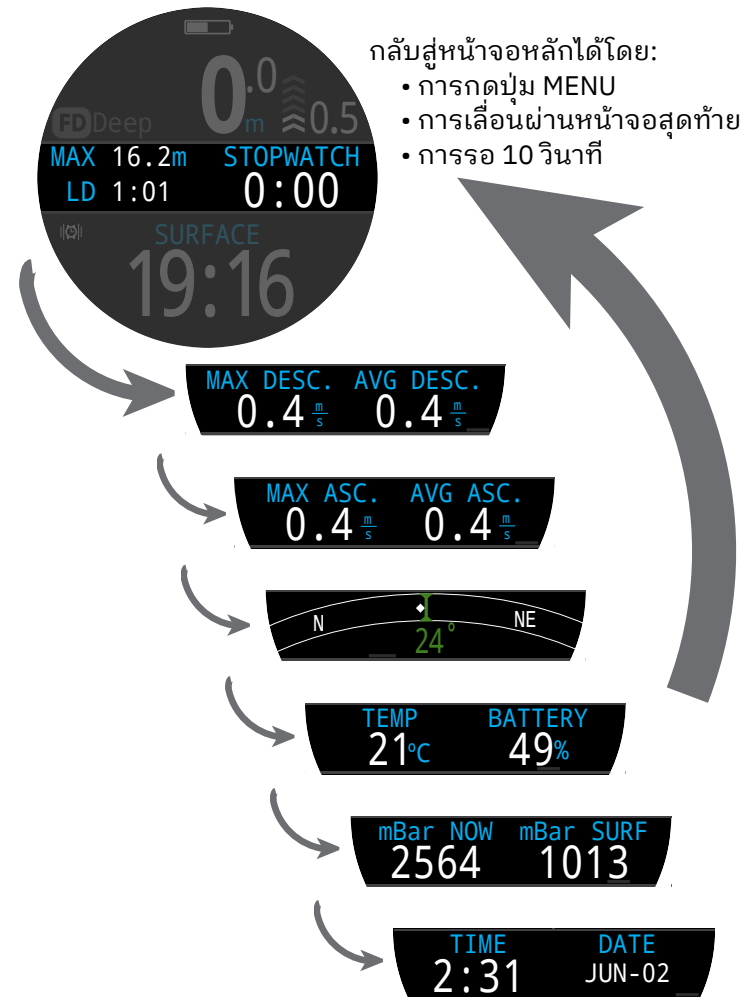 กลับสู่หน้าจอหลักได้โดย:
• การกดปุ่ม MENU
• การเลื่อนผ่านหน้าจอสุดท้าย
• การรอ 10 วินาที
0.0 m 0.5
FD Deep
MAX 16.2m STOPWATCH
LD 1:01 0:00
SURFACE
19:16
MAX DESC. AVG DESC.
0.4 m/s 0.4 m/s
MAX ASC. AVG ASC.
0.4 m/s 0.4 m/s
N NE
24°
TEMP BATTERY
21°C 49%
mBar NOW mBar SURF
2564 1013
TIME DATE
2:31 JUN-02